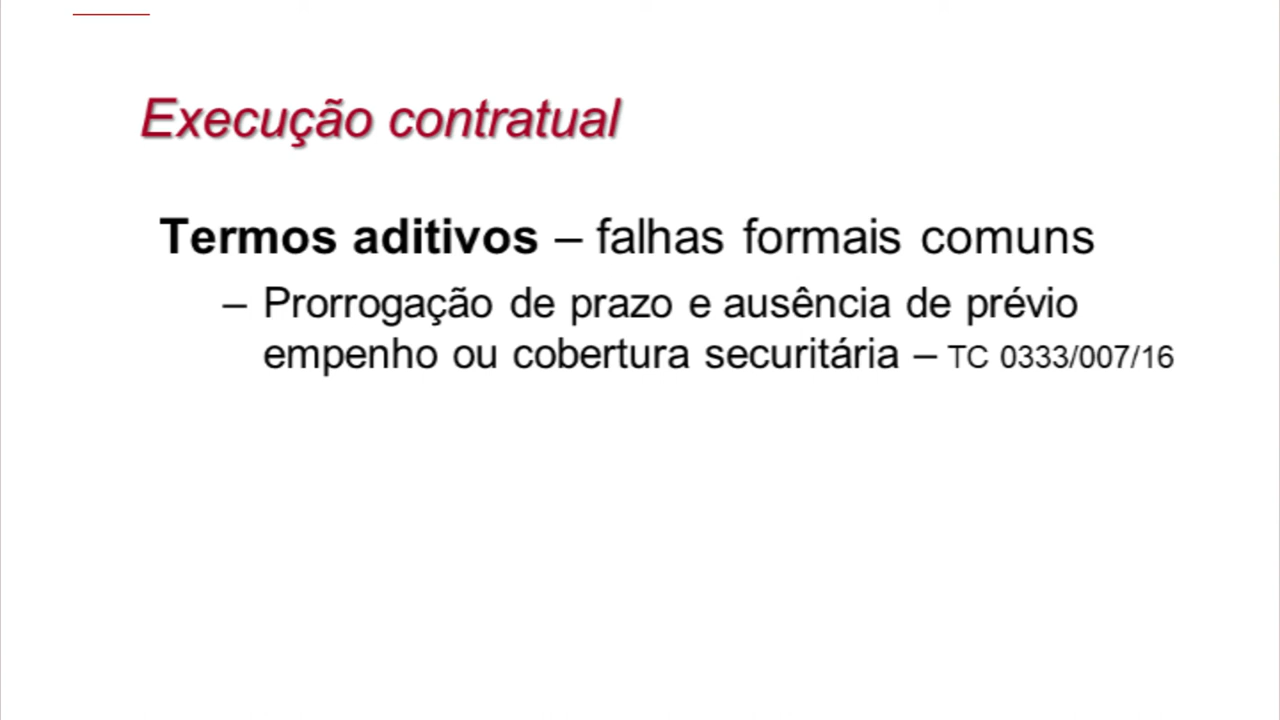 Execução contratual
Termos aditivos – falhas formais comuns
– Prorrogação de prazo e ausência de prévio
empenho ou cobertura securitária – TC 0333/007/16